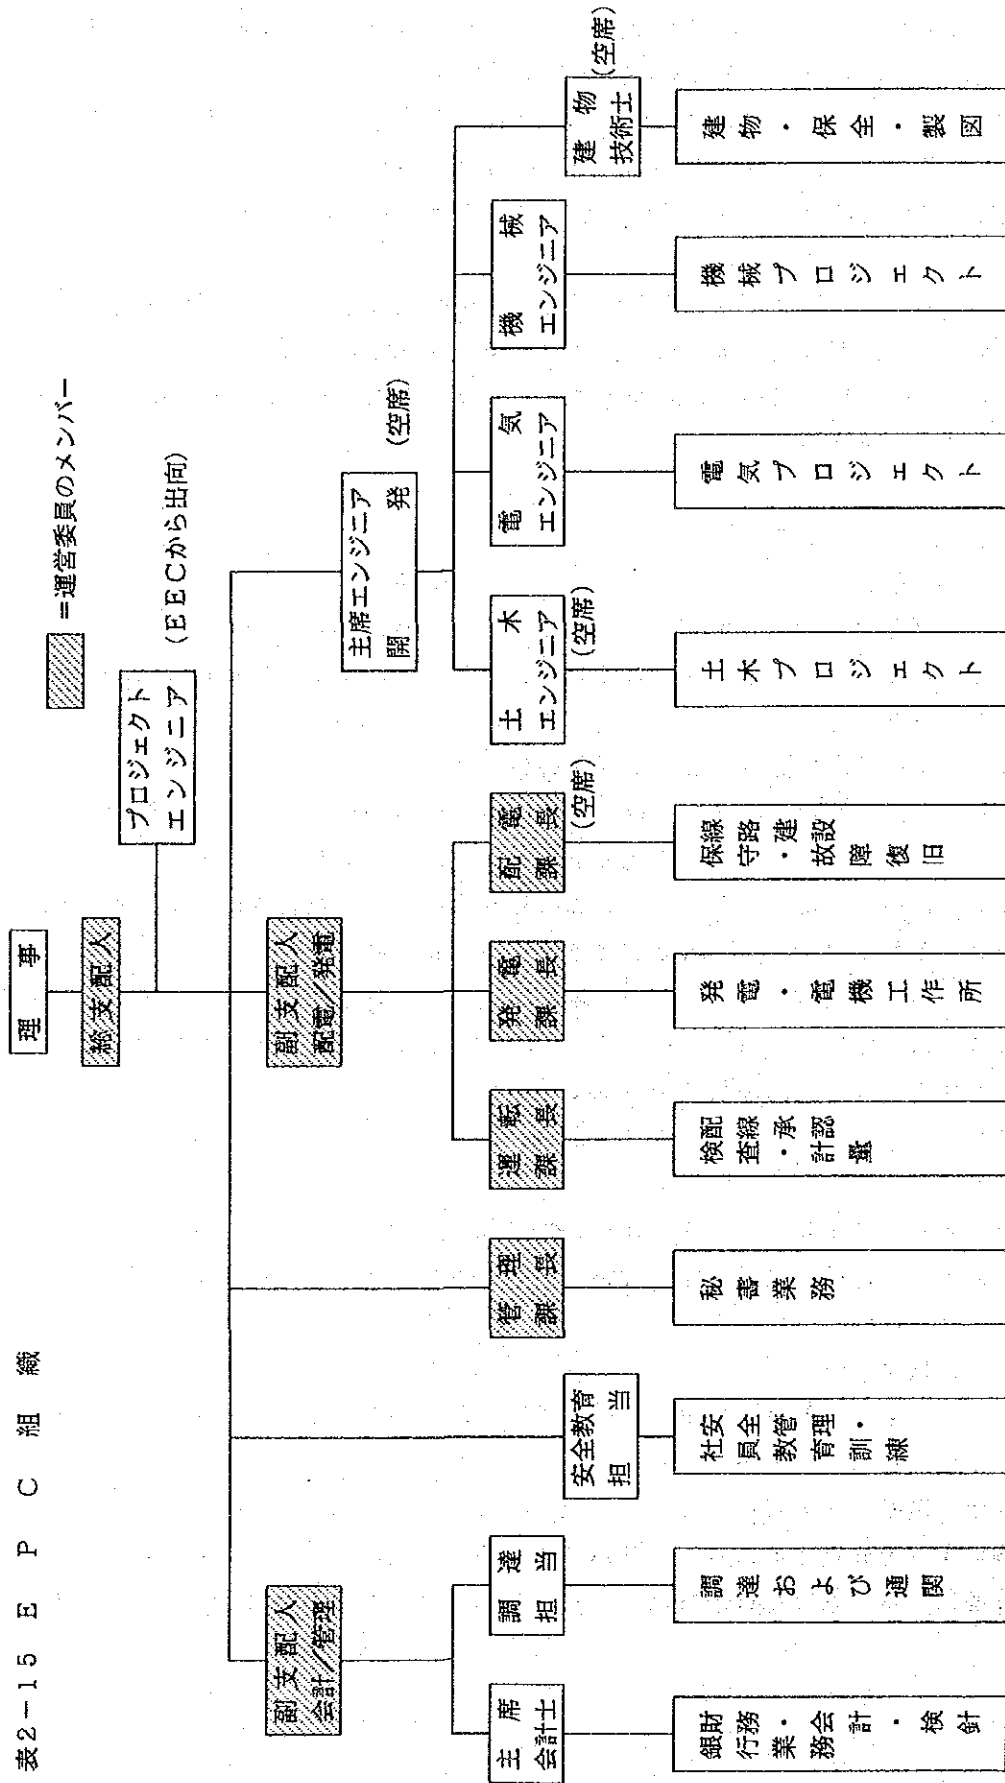 表2-15 EPC組織
=運営委員のメンバー
理事
総支配人
プロジェクト
エンジニア
(EECから出向)
副支配人
会計/管理
副支配人
配電/発電
主席エンジニア
開発
(空席)
主席
会計士
調達
担当
安全教育
担当
管理
課長
運転
課長
発電
課長
配電
課長
(空席)
土木
エンジニア
(空席)
電気
エンジニア
機械
エンジニア
建物
技術士
(空席)
財務会計・検針
銀行業務・
調達および通関
安全管理・
社員教育訓練
秘書業務
配線承認
検査・計量
発電・電機工作所
線路建設
保守・故障復旧
土木プロジェクト
電気プロジェクト
機械プロジェクト
建物・保全・製図